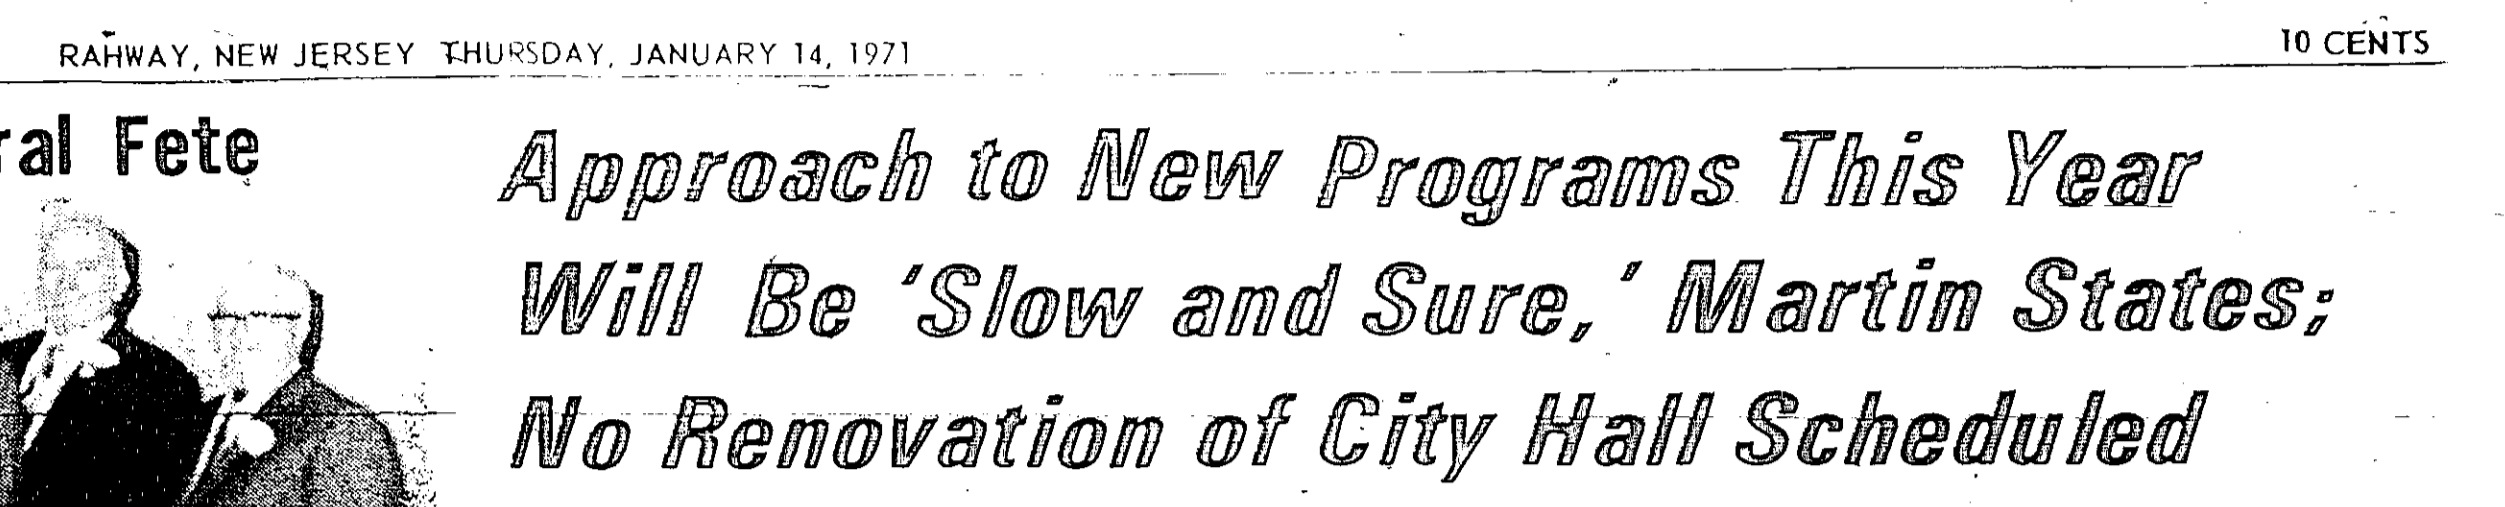 RAHWAY, NEW JERSEY THURSDAY, JANUARY 14, 1971
10 CENTS
Fete
Approach to New Programs This Year
Will Be ‘Slow and Sure,’ Martin States;
No Renovation of City Hall Scheduled